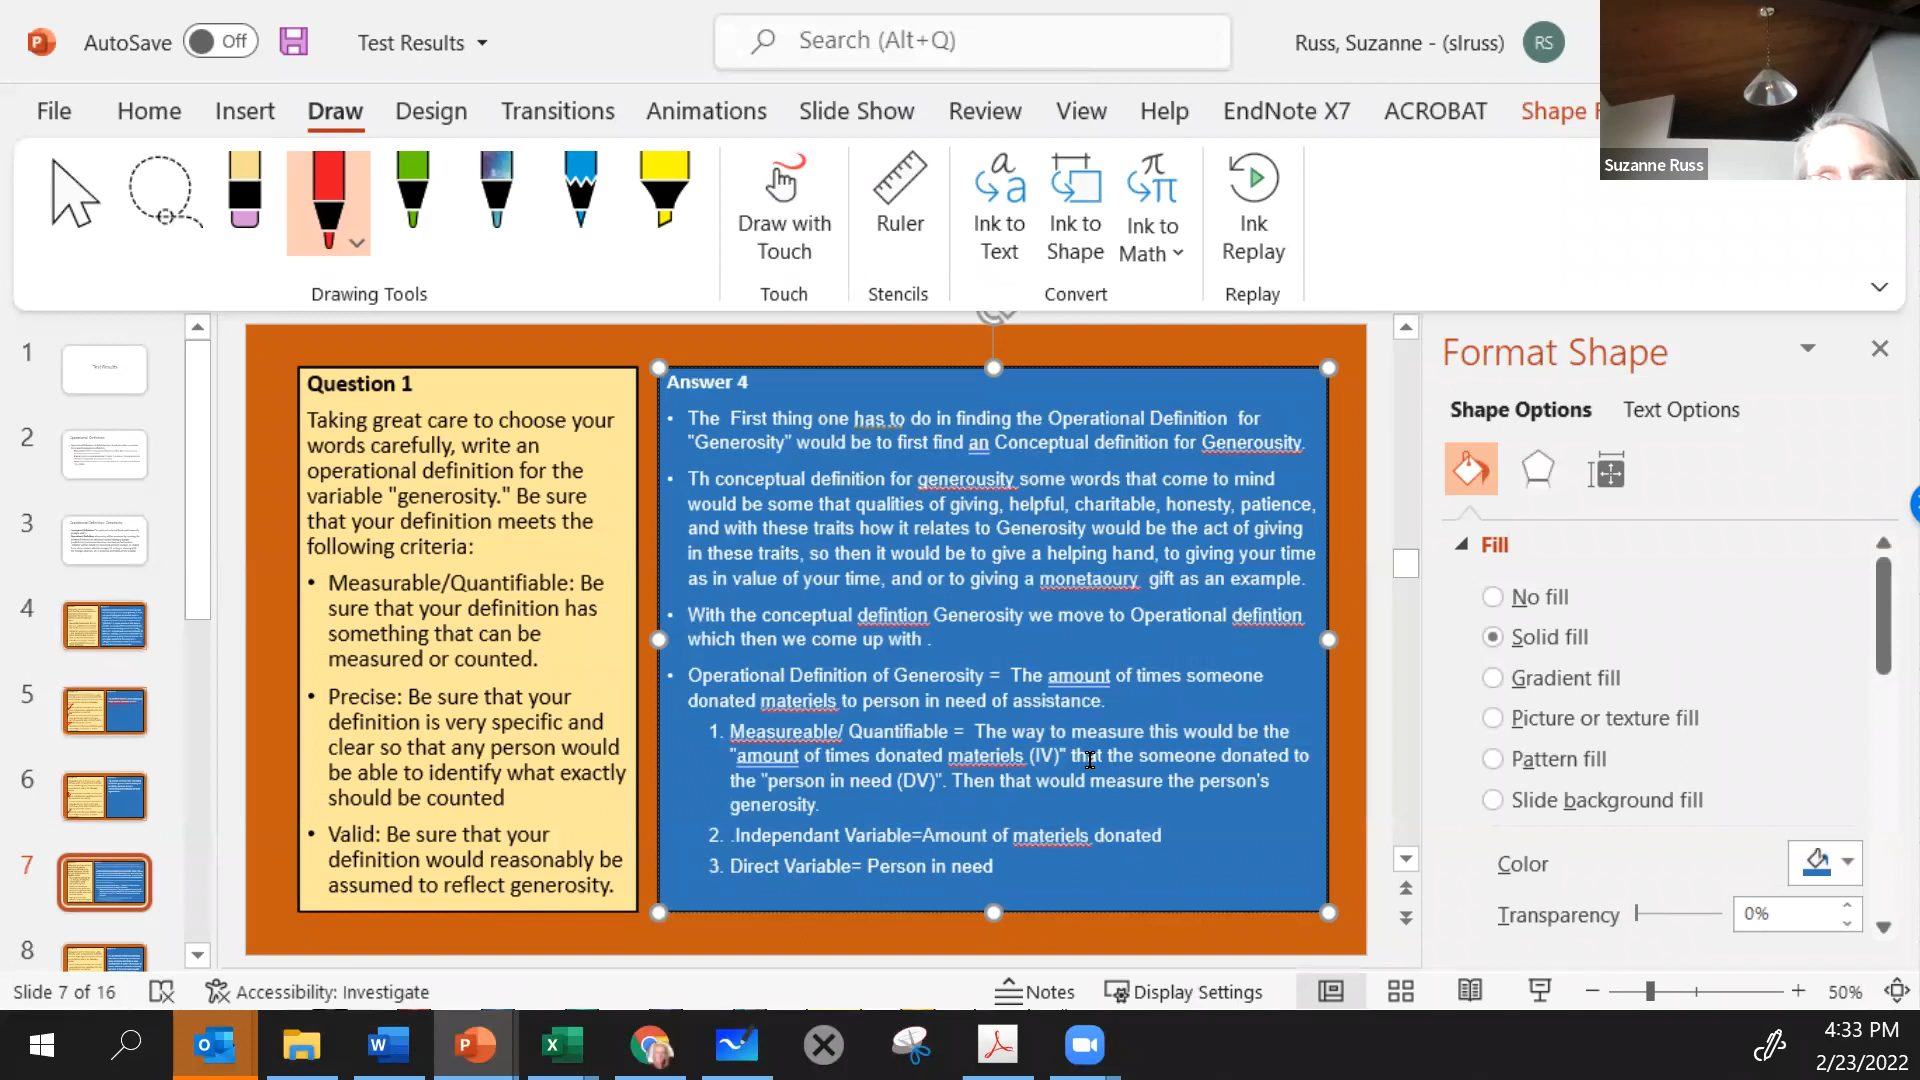 AutoSave Off Test Results Search (Alt+Q) Russ, Suzanne - (slruss) RS
File Home Insert Draw Design Transitions Animations Slide Show Review View Help EndNote X7 ACROBAT Shape F
Suzanne Russ
Draw with
Touch
Ruler
Ink to
Text
Ink to
Shape
Ink to
Math
Ink
Replay
Drawing Tools Touch Stencils Convert Replay
1
Test Results
2
3
4
5
6
7
8
Question 1
Taking great care to choose your
words carefully, write an
operational definition for the
variable "generosity." Be sure
that your definition meets the
following criteria:
• Measurable/Quantifiable: Be
sure that your definition has
something that can be
measured or counted.
• Precise: Be sure that your
definition is very specific and
clear so that any person would
be able to identify what exactly
should be counted
• Valid: Be sure that your
definition would reasonably be
assumed to reflect generosity.
Answer 4
• The First thing one has to do in finding the Operational Definition for
"Generosity" would be to first find an Conceptual definition for Generousity.
• Th conceptual definition for generousity some words that come to mind
would be some that qualities of giving, helpful, charitable, honesty, patience,
and with these traits how it relates to Generosity would be the act of giving
in these traits, so then it would be to give a helping hand, to giving your time
as in value of your time, and or to giving a monetaoury gift as an example.
• With the conceptual defintion Generosity we move to Operational defintion
which then we come up with .
• Operational Definition of Generosity = The amount of times someone
donated materiels to person in need of assistance.
1. Measureable/ Quantifiable = The way to measure this would be the
"amount of times donated materiels (IV)" that the someone donated to
the "person in need (DV)". Then that would measure the person's
generosity.
2. .Independant Variable=Amount of materiels donated
3. Direct Variable= Person in need
Format Shape
Shape Options Text Options
Fill
No fill
Solid fill
Gradient fill
Picture or texture fill
Pattern fill
Slide background fill
Color
Transparency 0%
Slide 7 of 16 Accessibility: Investigate Notes Display Settings 50%
4:33 PM
2/23/2022